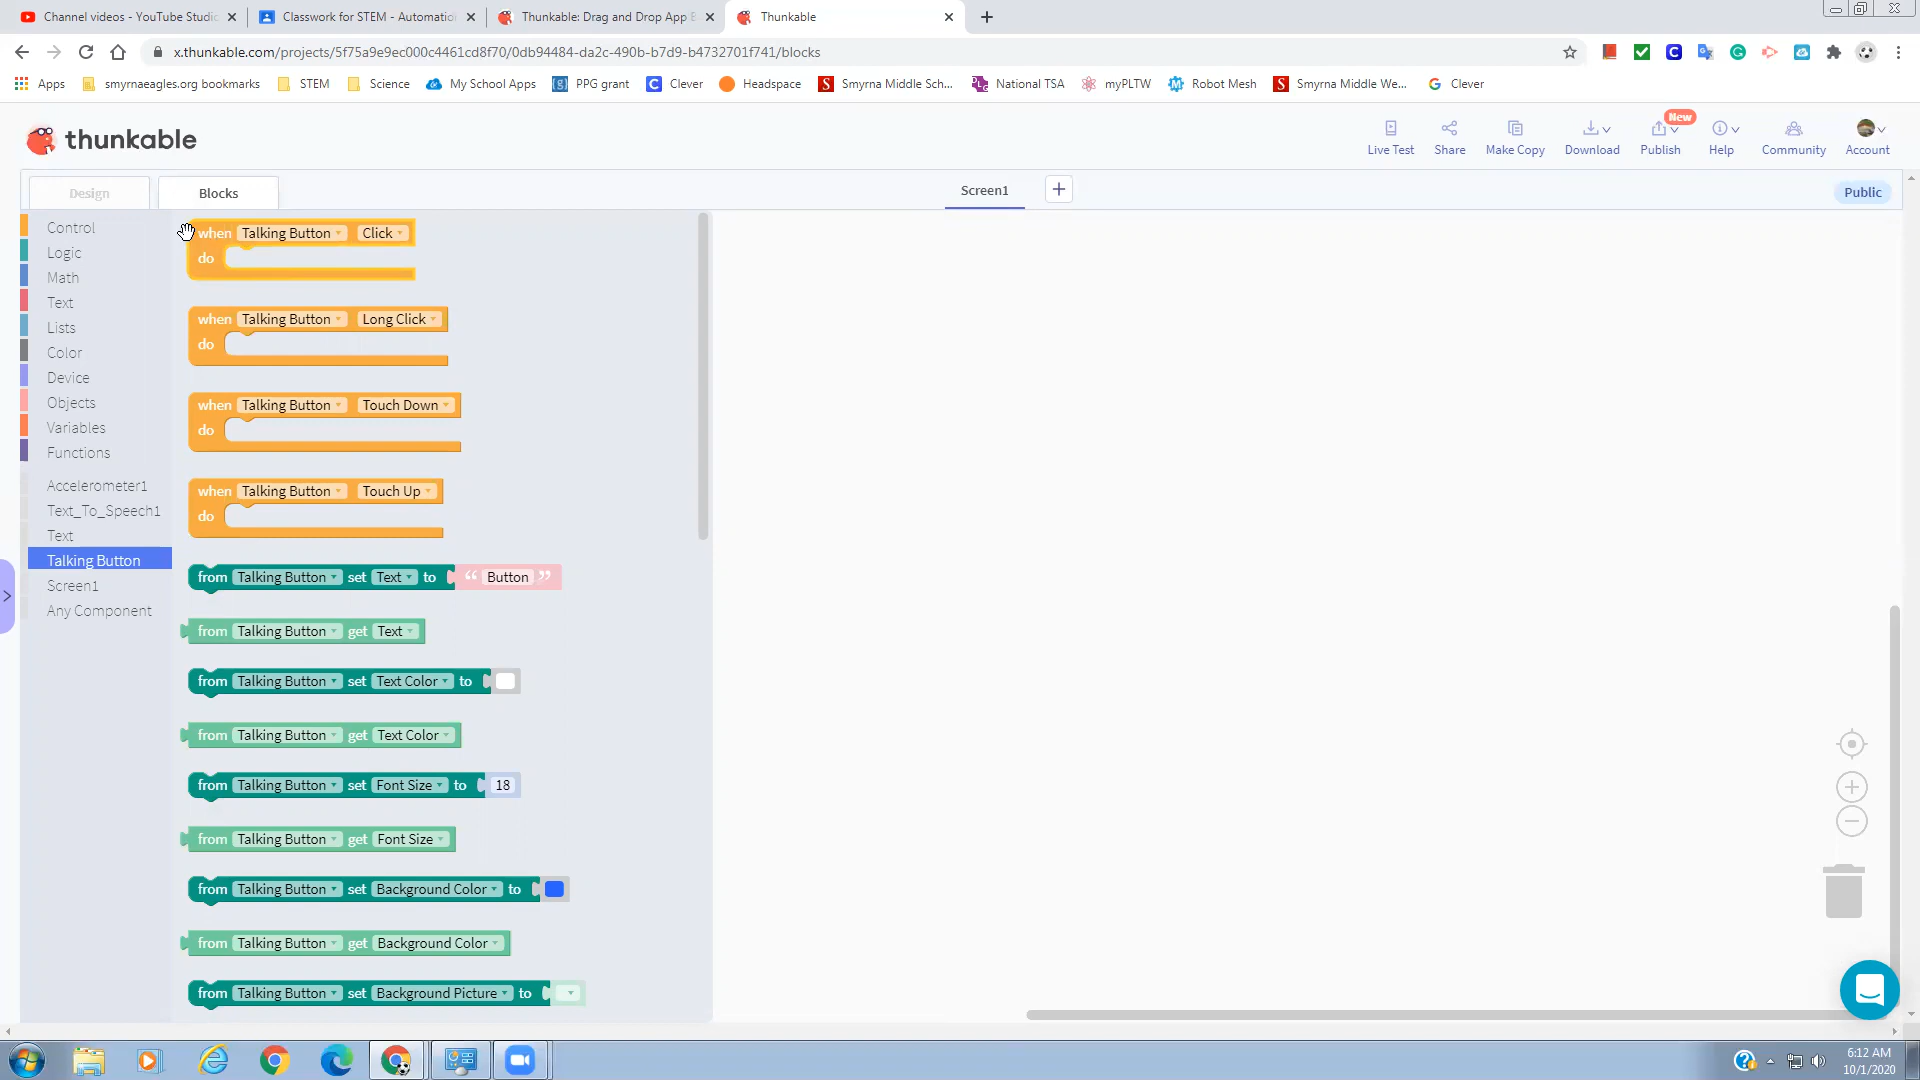 Channel videos - YouTube Studi
Classwork for STEM - Automatio
Thunkable: Drag and Drop App B
Thunkable
x.thunkable.com/projects/5f75a9e9ec000c4461cd8f70/0db94484-da2c-490b-b7d9-b4732701f741/blocks
Apps
smyrnaeagles.org bookmarks
STEM
Science
My School Apps
PPG grant
Clever
Headspace
Smyrna Middle Sch...
National TSA
myPLTW
Robot Mesh
Smyrna Middle We...
Clever
thunkable
Live Test
Share
Make Copy
Download
New
Publish
Help
Community
Account
Design
Blocks
Screen1
Public
Control
Logic
Math
Text
Lists
Color
Device
Objects
Variables
Functions
Accelerometer1
Text_To_Speech1
Text
Talking Button
Screen1
Any Component
when Talking Button Click
do
when Talking Button Long Click
do
when Talking Button Touch Down
do
when Talking Button Touch Up
do
from Talking Button set Text to “ Button ”
from Talking Button get Text
from Talking Button set Text Color to
from Talking Button get Text Color
from Talking Button set Font Size to 18
from Talking Button get Font Size
from Talking Button set Background Color to
from Talking Button get Background Color
from Talking Button set Background Picture to
6:12 AM
10/1/2020